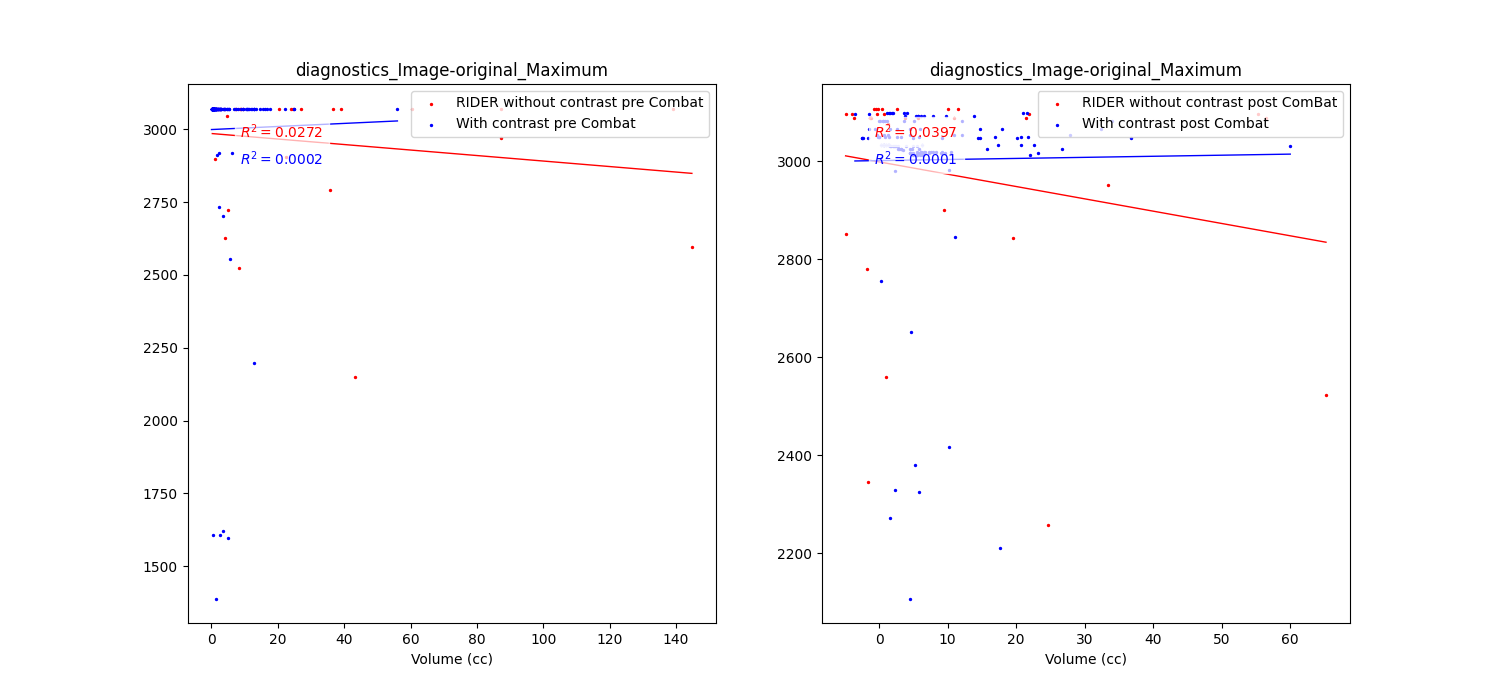 diagnostics_Image-original_Maximum
RIDER without contrast pre Combat
With contrast pre Combat
R² = 0.0272
R² = 0.0002
3000
2750
2500
2250
2000
1750
1500
0 20 40 60 80 100 120 140
Volume (cc)
diagnostics_Image-original_Maximum
RIDER without contrast post ComBat
With contrast post Combat
R² = 0.0397
R² = 0.0001
3000
2800
2600
2400
2200
0 10 20 30 40 50 60
Volume (cc)